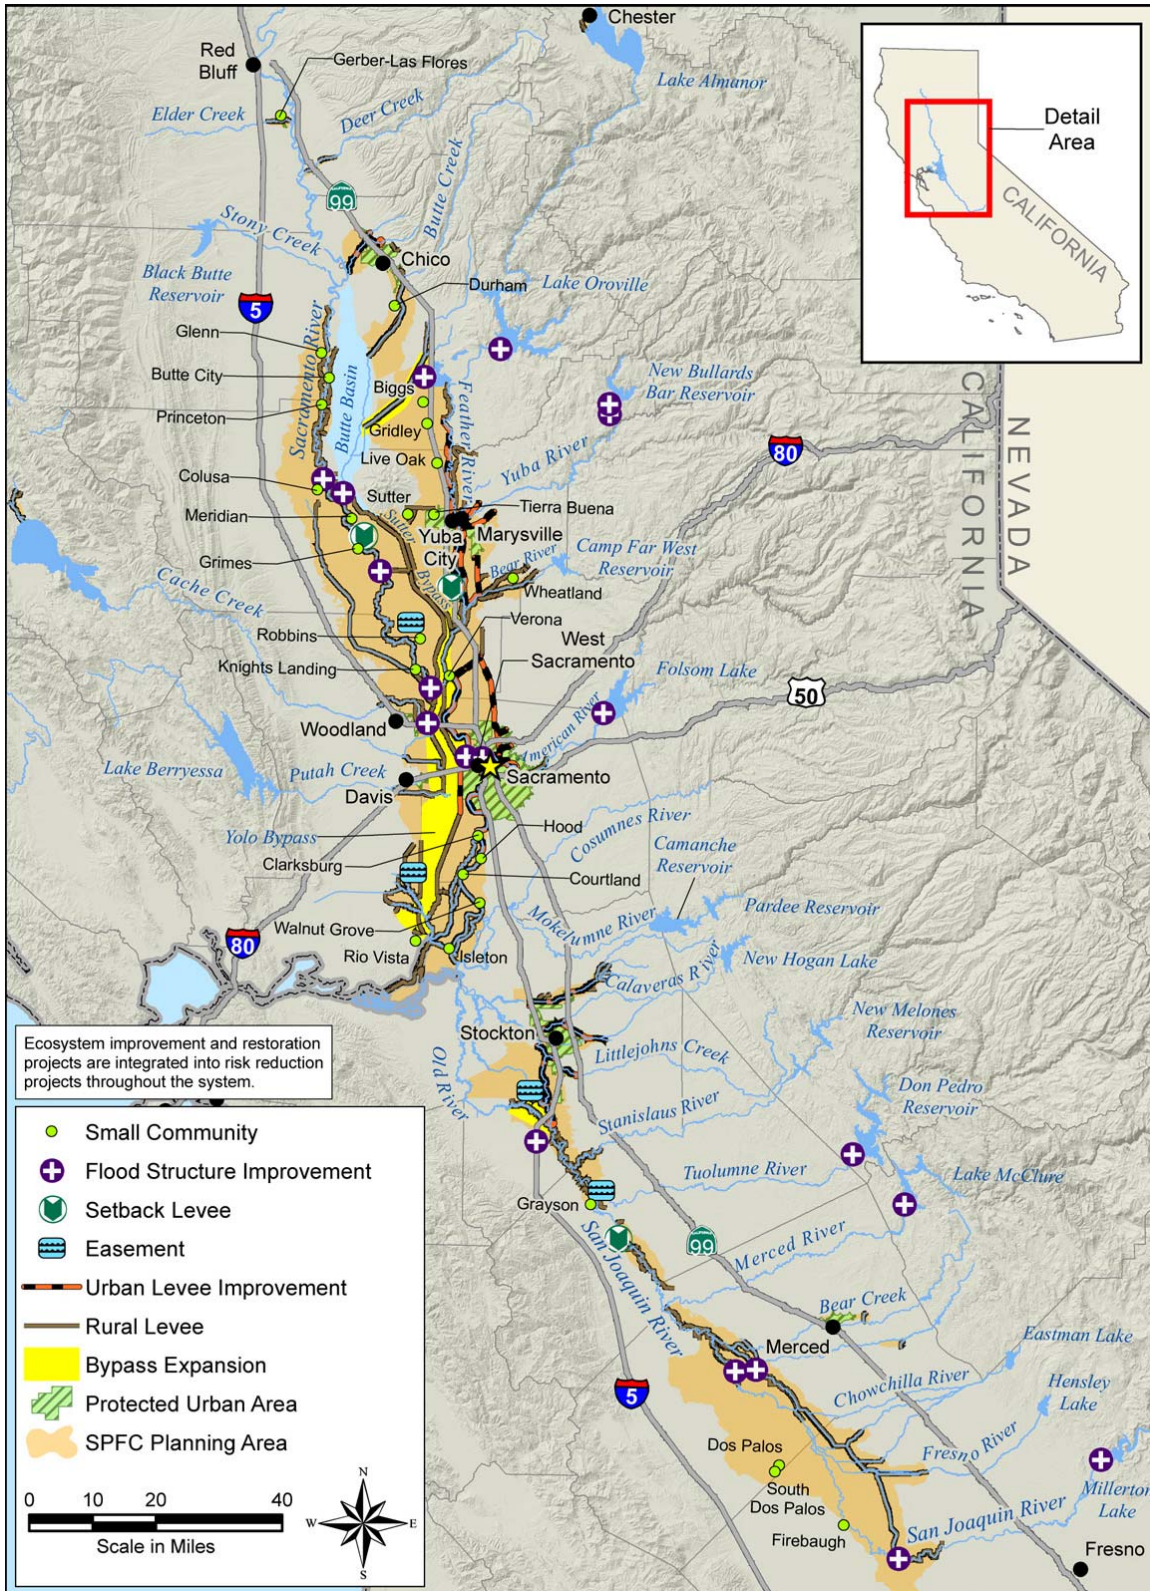 Chester
Red
Bluff
Gerber-Las Flores
Lake Almanor
Elder Creek
Deer Creek
Butte Creek
CALIFORNIA
99
Stony Creek
Chico
Black Butte
Reservoir
5
Durham
Lake Oroville
Glenn
Sacramento River
Butte City
Butte Basin
Biggs
Feather River
New Bullards
Bar Reservoir
Princeton
Gridley
Live Oak
Yuba River
80
Colusa
Sutter
Tierra Buena
Meridian
Sutter
Bypass
Yuba
City
Marysville
Grimes
Bear River
Camp Far West
Reservoir
Wheatland
Cache Creek
Robbins
Verona
West
Sacramento
Knights Landing
Folsom Lake
50
Woodland
American River
Lake Berryessa
Putah Creek
Davis
Sacramento
Yolo Bypass
Hood
Cosumnes River
Clarksburg
Camanche
Reservoir
Courtland
Walnut Grove
Mokelumne River
Pardee Reservoir
80
Rio Vista
Isleton
New Hogan Lake
Calaveras River
Stockton
New Melones
Reservoir
Littlejohns Creek
Old River
Don Pedro
Reservoir
Stanislaus River
Tuolumne River
Lake McClure
Grayson
San Joaquin River
CALIFORNIA
99
Merced River
Bear Creek
Merced
Eastman Lake
Chowchilla River
Hensley
Lake
5
Fresno River
Dos Palos
South
Dos Palos
Millerton
Lake
San Joaquin River
Firebaugh
Fresno
CALIFORNIA
NEVADA
Detail
Area
CALIFORNIA
Ecosystem improvement and restoration
projects are integrated into risk reduction
projects throughout the system.
Small Community
Flood Structure Improvement
Setback Levee
Easement
Urban Levee Improvement
Rural Levee
Bypass Expansion
Protected Urban Area
SPFC Planning Area
0 10 20 40
Scale in Miles
N
W E
S